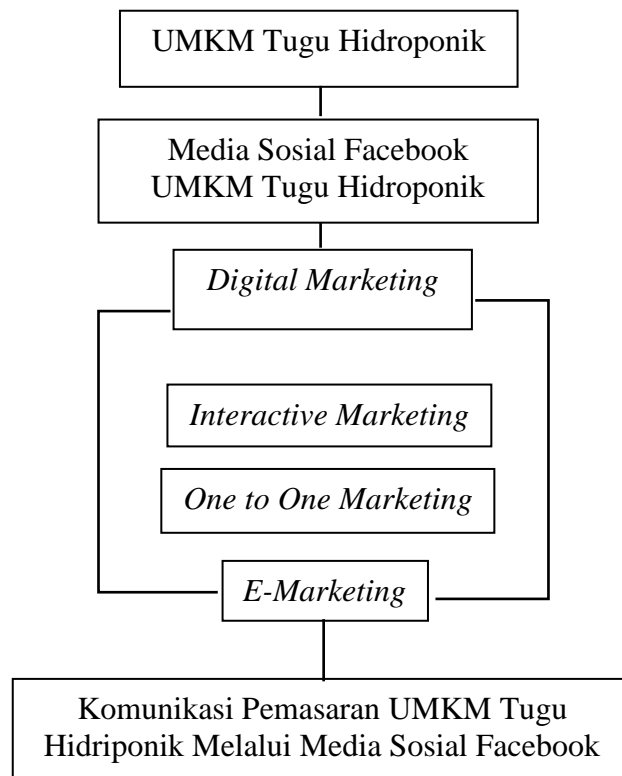 UMKM Tugu Hidroponik
Media Sosial Facebook
UMKM Tugu Hidroponik
Digital Marketing
Interactive Marketing
One to One Marketing
E-Marketing
Komunikasi Pemasaran UMKM Tugu
Hidriponik Melalui Media Sosial Facebook